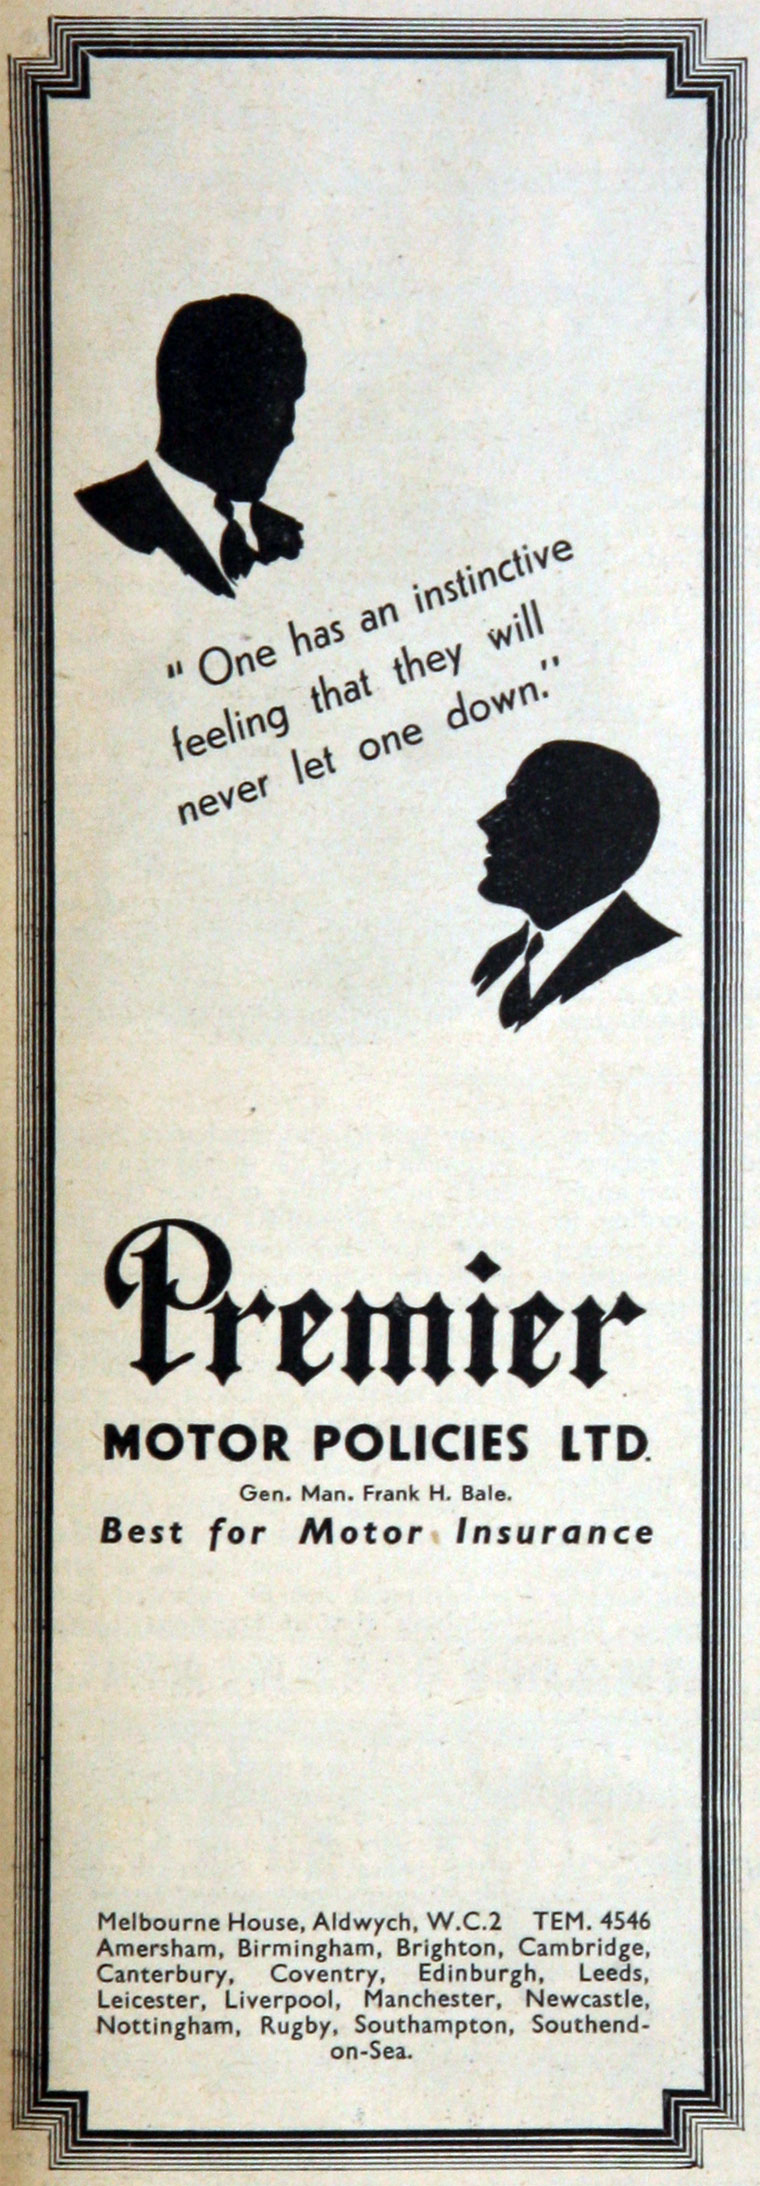 "One has an instinctive
feeling that they will
never let one down."
Premier
MOTOR POLICIES LTD.
Gen. Man. Frank H. Bale.
Best for Motor Insurance
Melbourne House, Aldwych, W.C.2 TEM. 4546
Amersham, Birmingham, Brighton, Cambridge,
Canterbury, Coventry, Edinburgh, Leeds,
Leicester, Liverpool, Manchester, Newcastle,
Nottingham, Rugby, Southampton, Southend-
on-Sea.